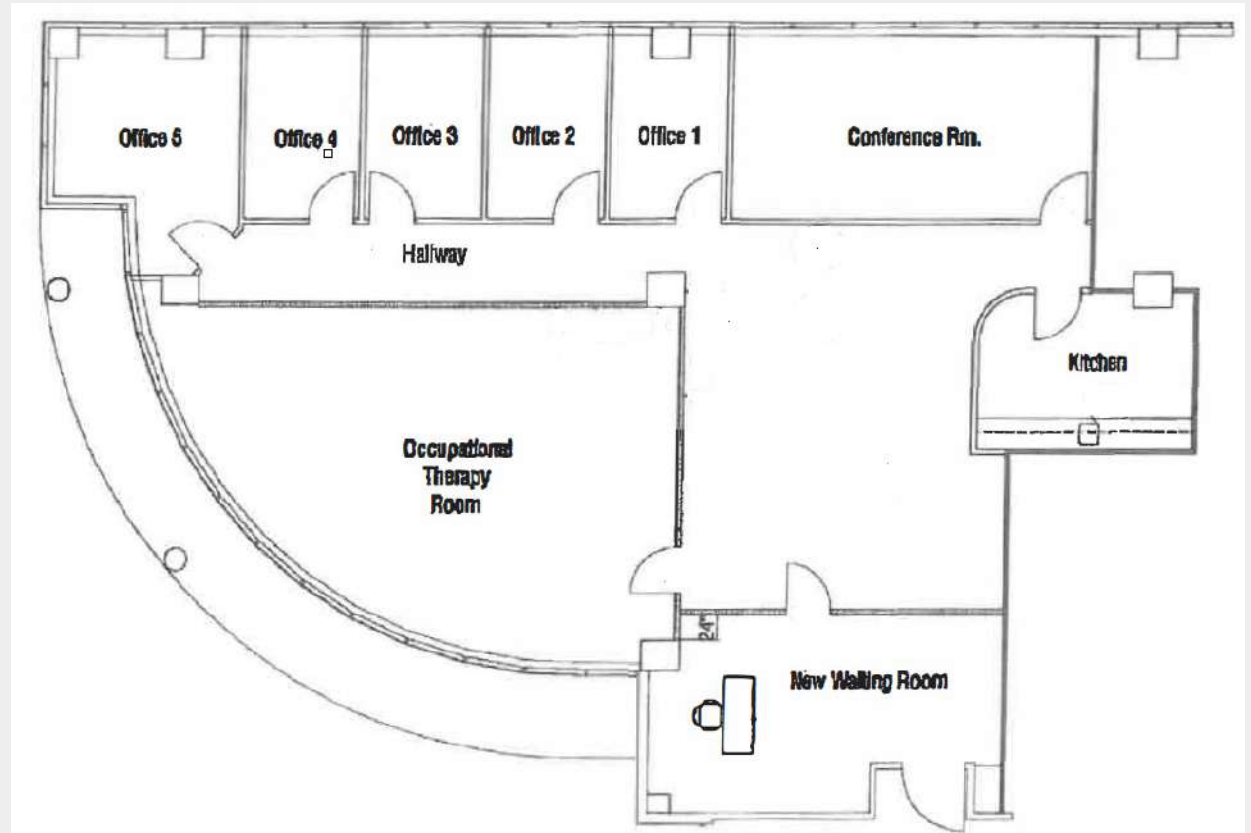 Office 5
Office 4
Office 3
Office 2
Office 1
Conference Rm.
Hallway
Kitchen
Occupational
Therapy
Room
24"
New Waiting Room